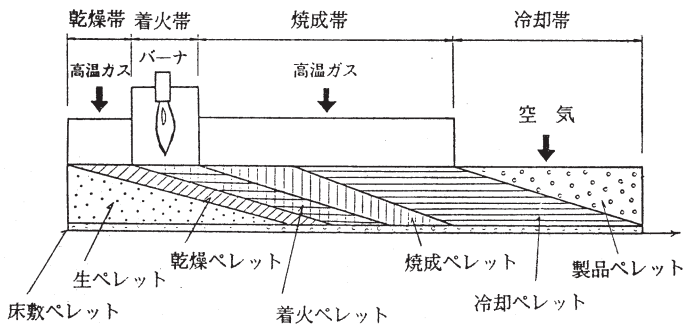 乾燥帯
着火帯
焼成帯
冷却帯
バーナ
高温ガス
高温ガス
空 気
生ペレット
乾燥ペレット
焼成ペレット
製品ペレット
床敷ペレット
着火ペレット
冷却ペレット